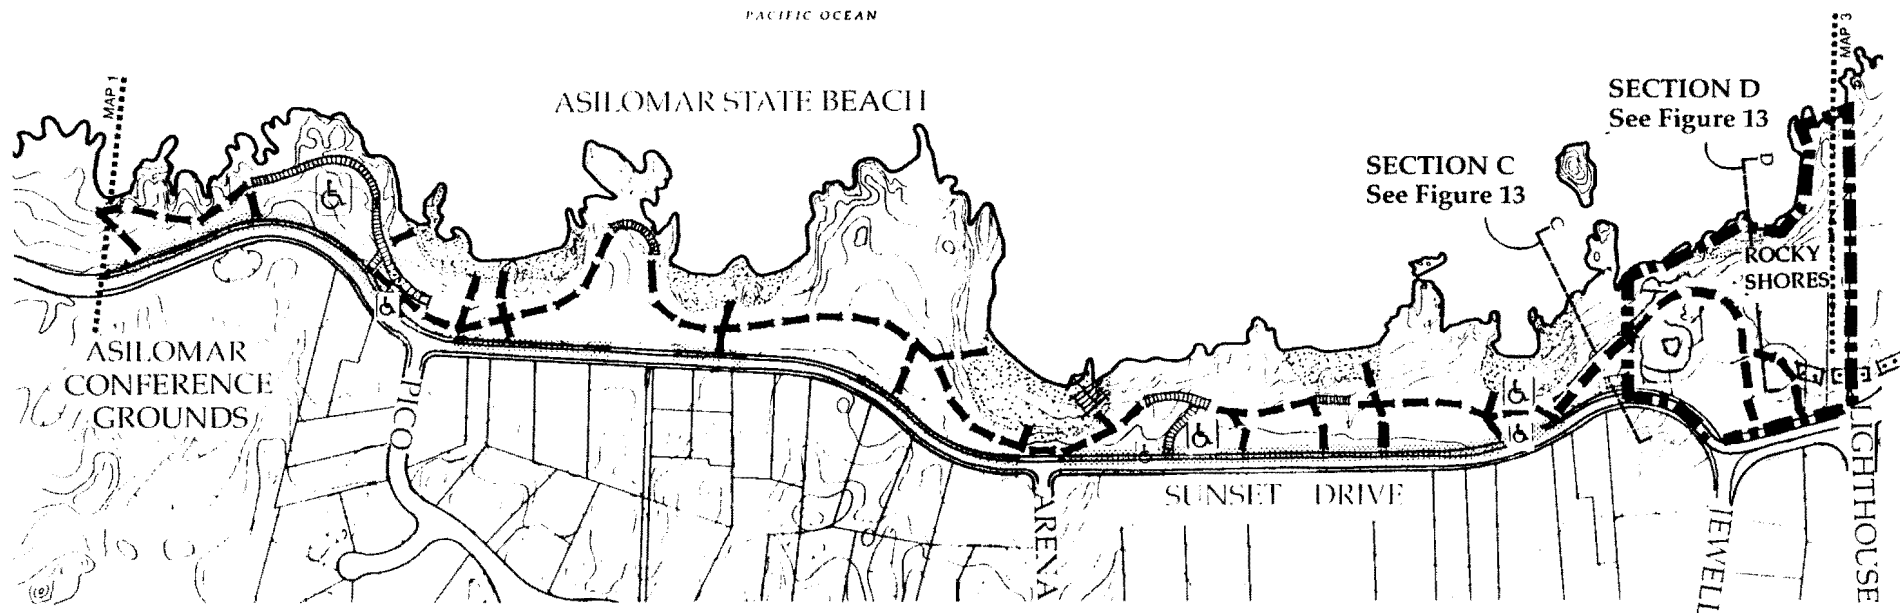 PACIFIC OCEAN
MAP 1
MAP 3
ASILOMAR STATE BEACH
SECTION D
See Figure 13
D
SECTION C
See Figure 13
C
ROCKY
SHORES
ASILOMAR
CONFERENCE
GROUNDS
PICO
ARENA
SUNSET DRIVE
JEWELL
LIGHTHOUSE